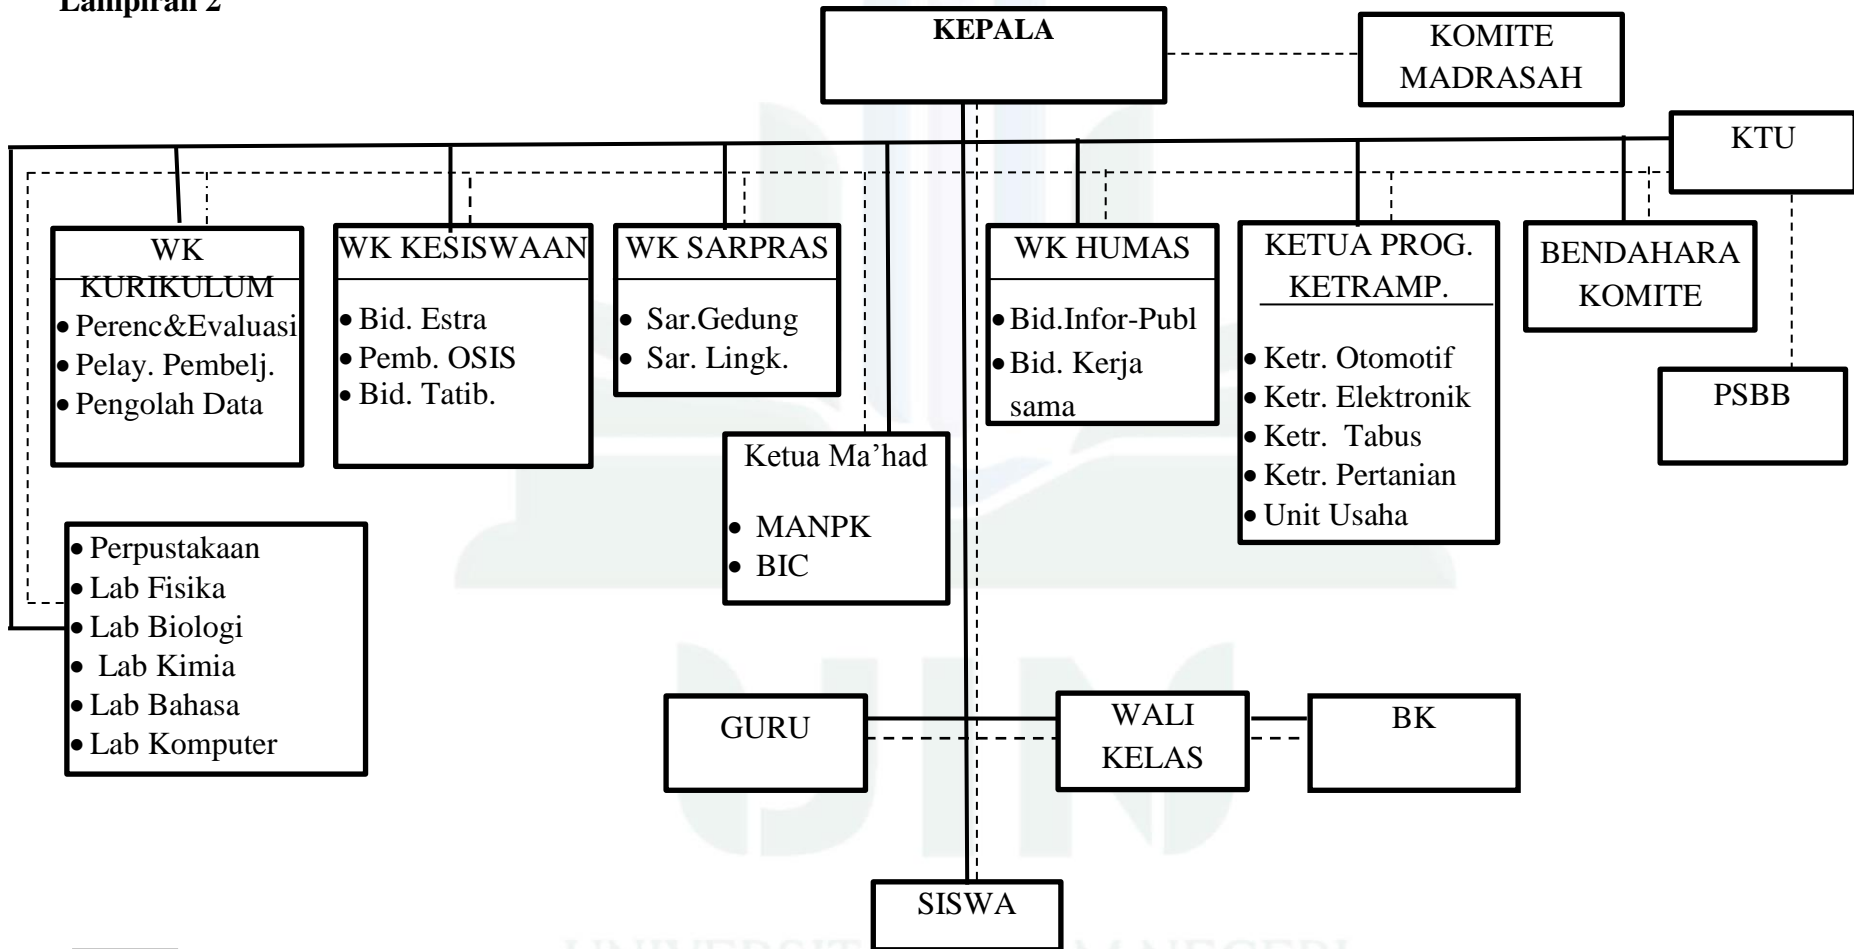 Lampiran 2
KEPALA
KOMITE
MADRASAH
KTU
WK
KURIKULUM
• Perenc&Evaluasi
• Pelay. Pembelj.
• Pengolah Data
WK KESISWAAN
• Bid. Estra
• Pemb. OSIS
• Bid. Tatib.
WK SARPRAS
• Sar.Gedung
• Sar. Lingk.
WK HUMAS
• Bid.Infor-Publ
• Bid. Kerja
sama
KETUA PROG.
KETRAMP.
• Ketr. Otomotif
• Ketr. Elektronik
• Ketr. Tabus
• Ketr. Pertanian
• Unit Usaha
BENDAHARA
KOMITE
PSBB
Ketua Ma’had
• MANPK
• BIC
• Perpustakaan
• Lab Fisika
• Lab Biologi
• Lab Kimia
• Lab Bahasa
• Lab Komputer
GURU
WALI
KELAS
BK
UIN
SISWA